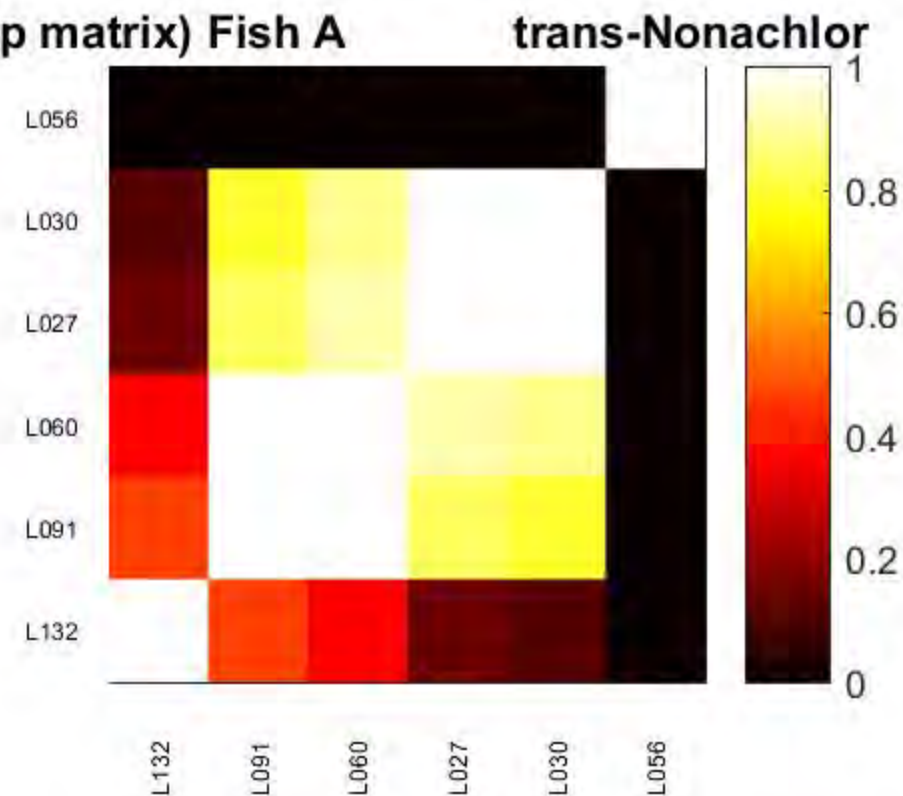 p matrix) Fish A trans-Nonachlor
1
L056
0.8
L030
0.6
L027
L060
0.4
L091
0.2
L132
0
L132 L091 L060 L027 L030 L056